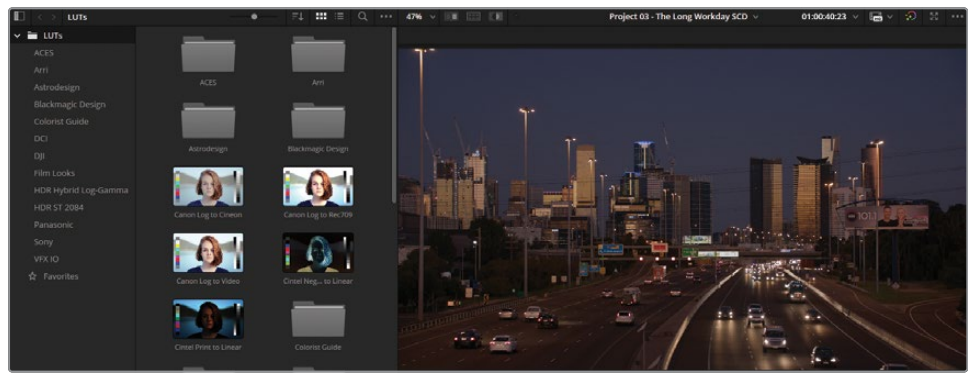 LUTs
47%
Project 03 - The Long Workday SCD
01:00:40:23
LUTs
ACES
Arri
Astrodesign
Blackmagic Design
Colorist Guide
DCI
DJI
Film Looks
HDR Hybrid Log-Gamma
HDR ST 2084
Panasonic
Sony
VFX IO
Favorites
ACES
Arri
Astrodesign
Blackmagic Design
Canon Log to Cineon
Canon Log to Rec709
Canon Log to Video
Cintel Neg... to Linear
Cintel Print to Linear
Colorist Guide
101.1